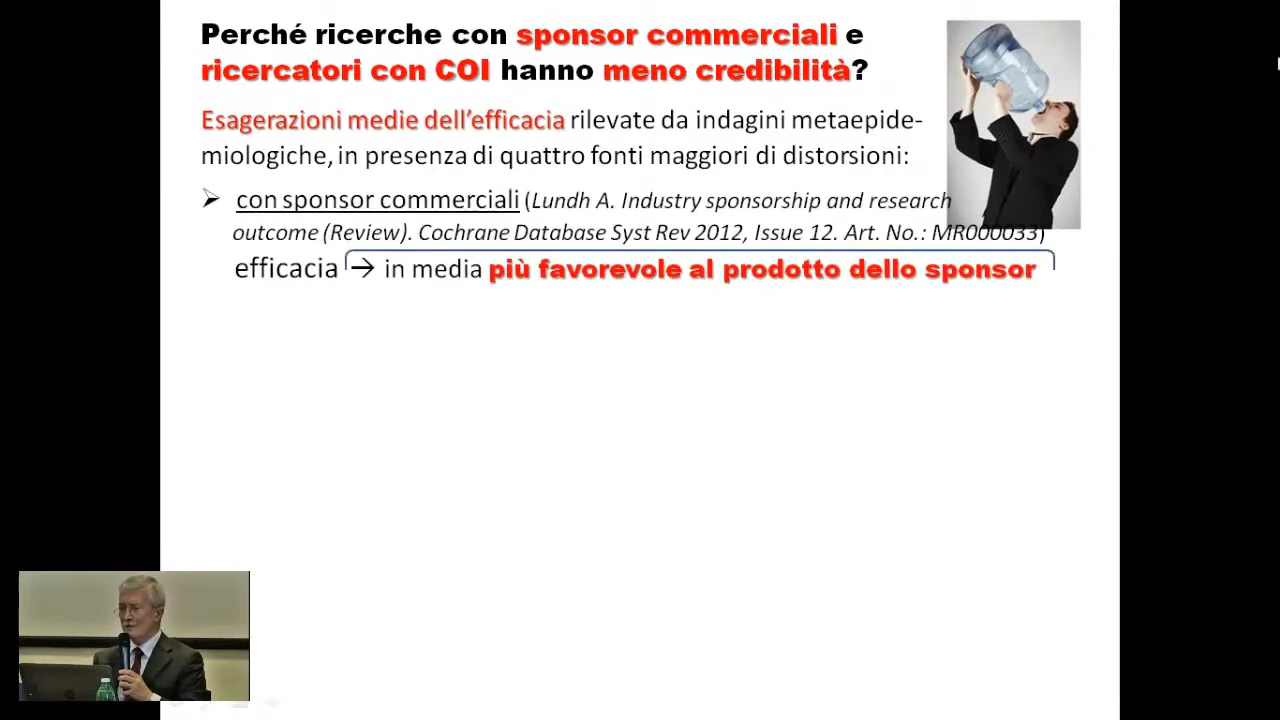 Perché ricerche con sponsor commerciali e
ricercatori con COI hanno meno credibilità?
Esagerazioni medie dell'efficacia rilevate da indagini metaepide-
miologiche, in presenza di quattro fonti maggiori di distorsioni:
➢ con sponsor commerciali (Lundh A. Industry sponsorship and research
outcome (Review). Cochrane Database Syst Rev 2012, Issue 12. Art. No.: MR000033)
efficacia → in media più favorevole al prodotto dello sponsor